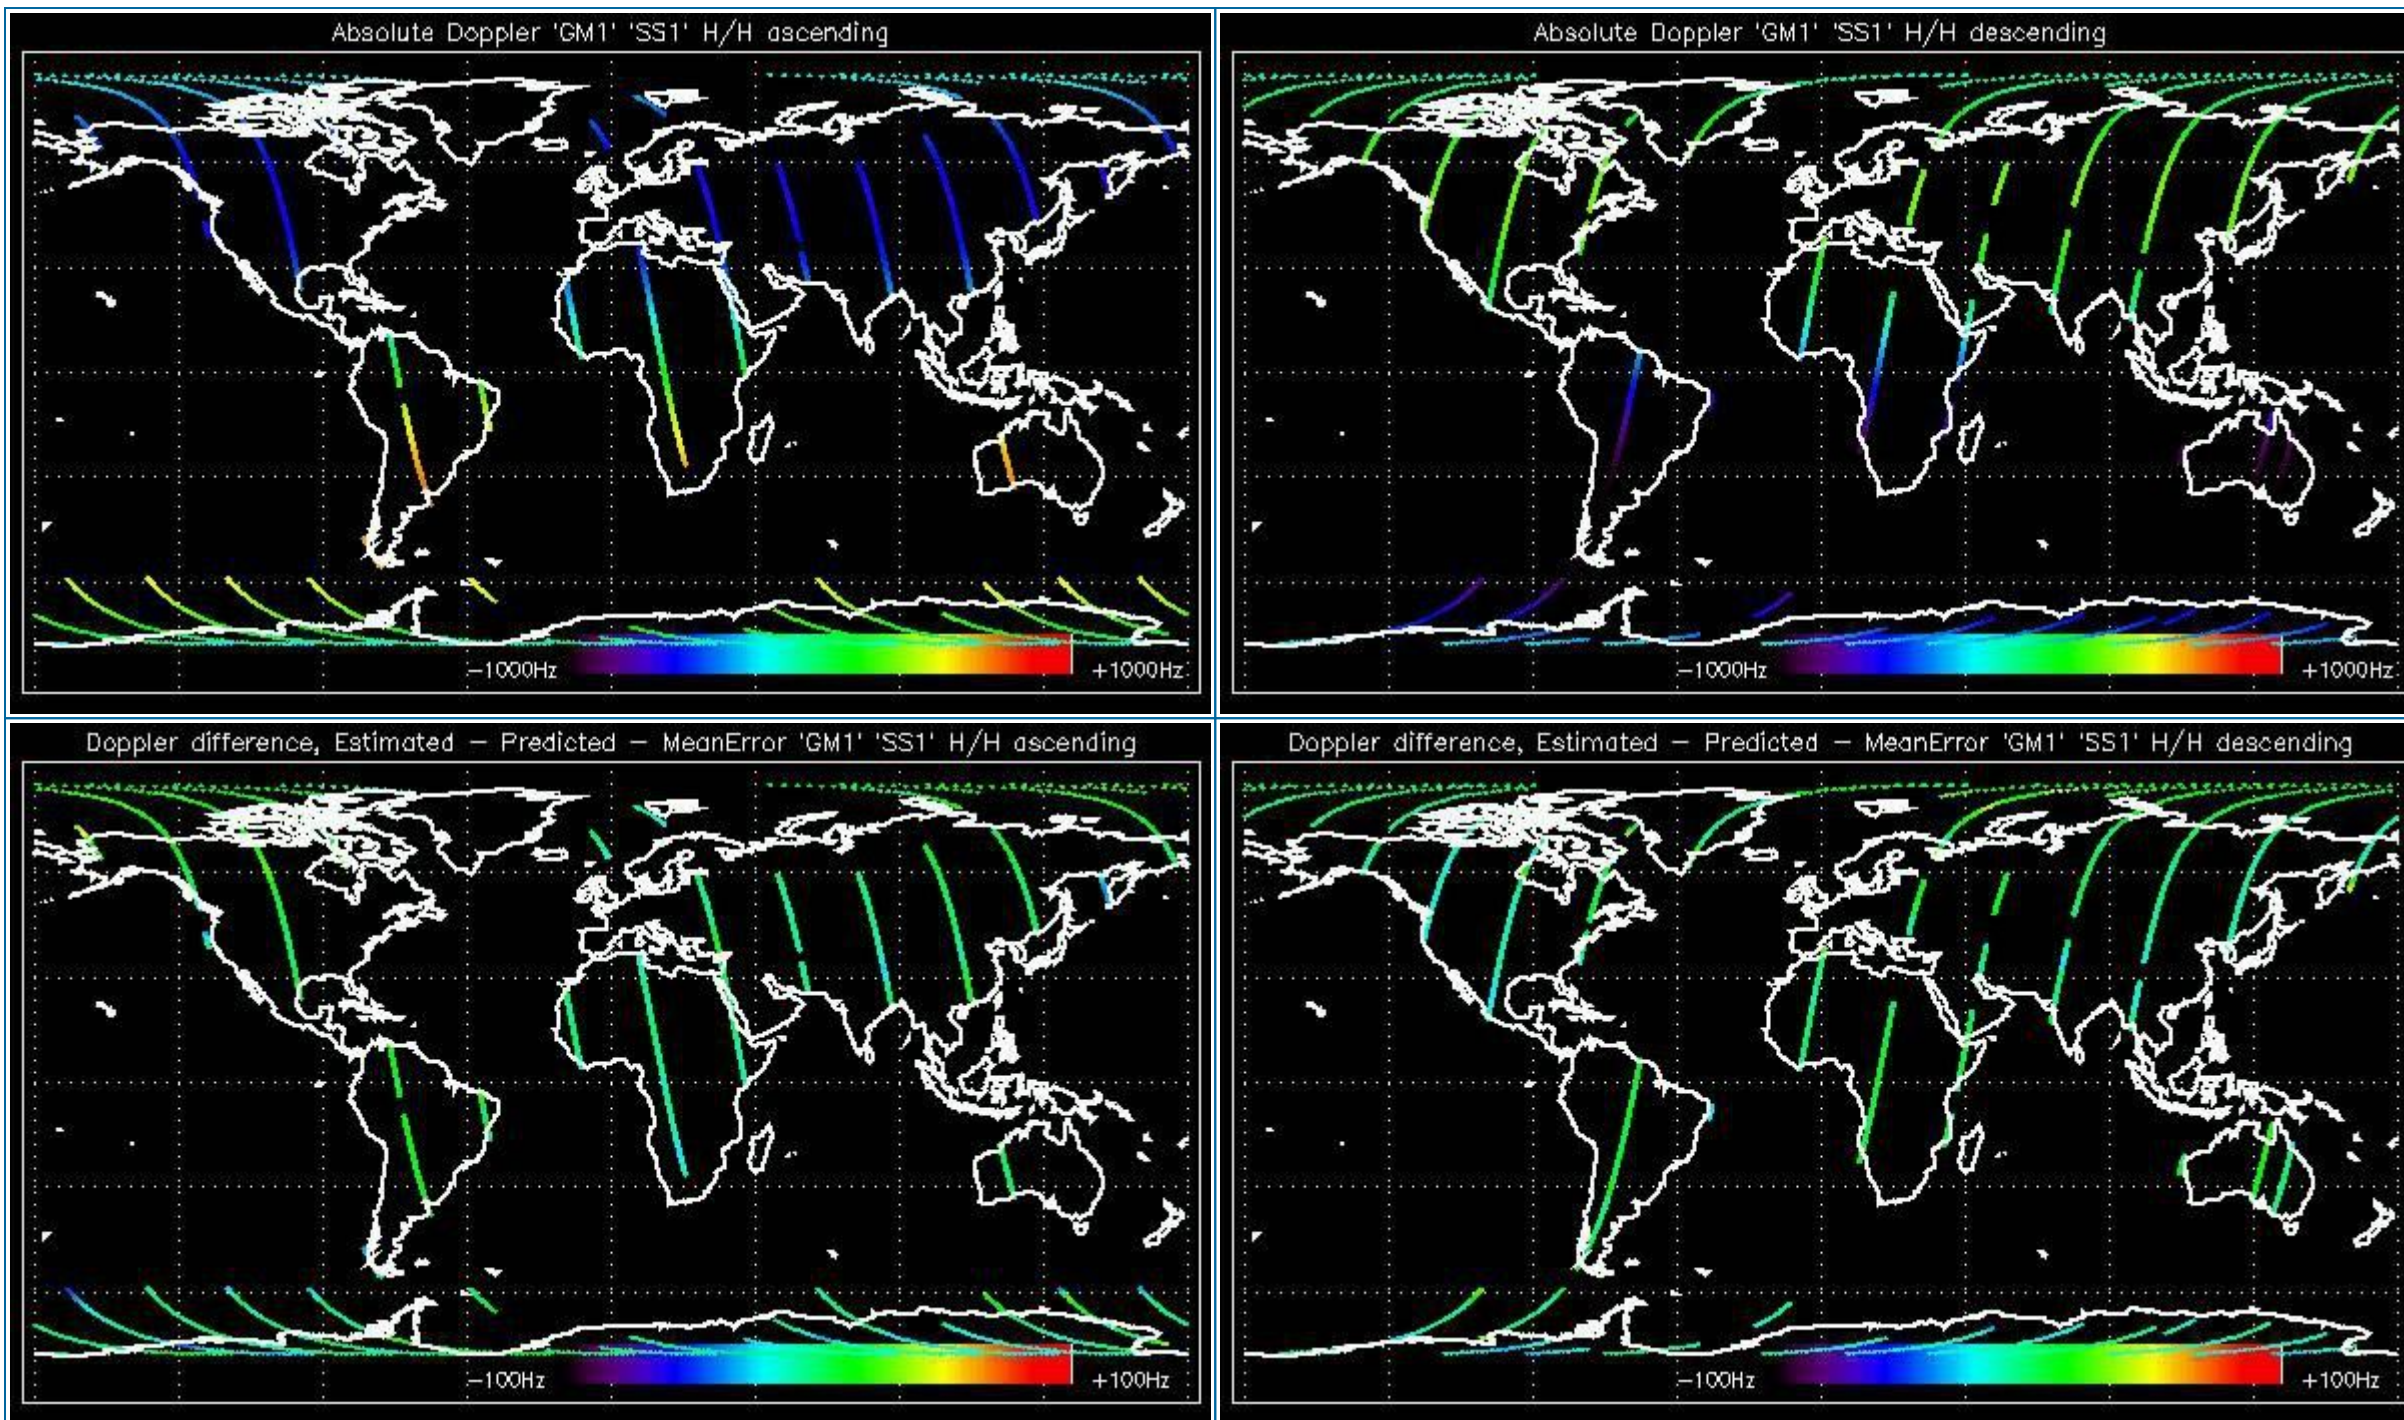 Absolute Doppler 'GM1' 'SS1' H/H ascending
-1000Hz +1000Hz
Absolute Doppler 'GM1' 'SS1' H/H descending
-1000Hz +1000Hz
Doppler difference, Estimated - Predicted - MeanError 'GM1' 'SS1' H/H ascending
-100Hz +100Hz
Doppler difference, Estimated - Predicted - MeanError 'GM1' 'SS1' H/H descending
-100Hz +100Hz